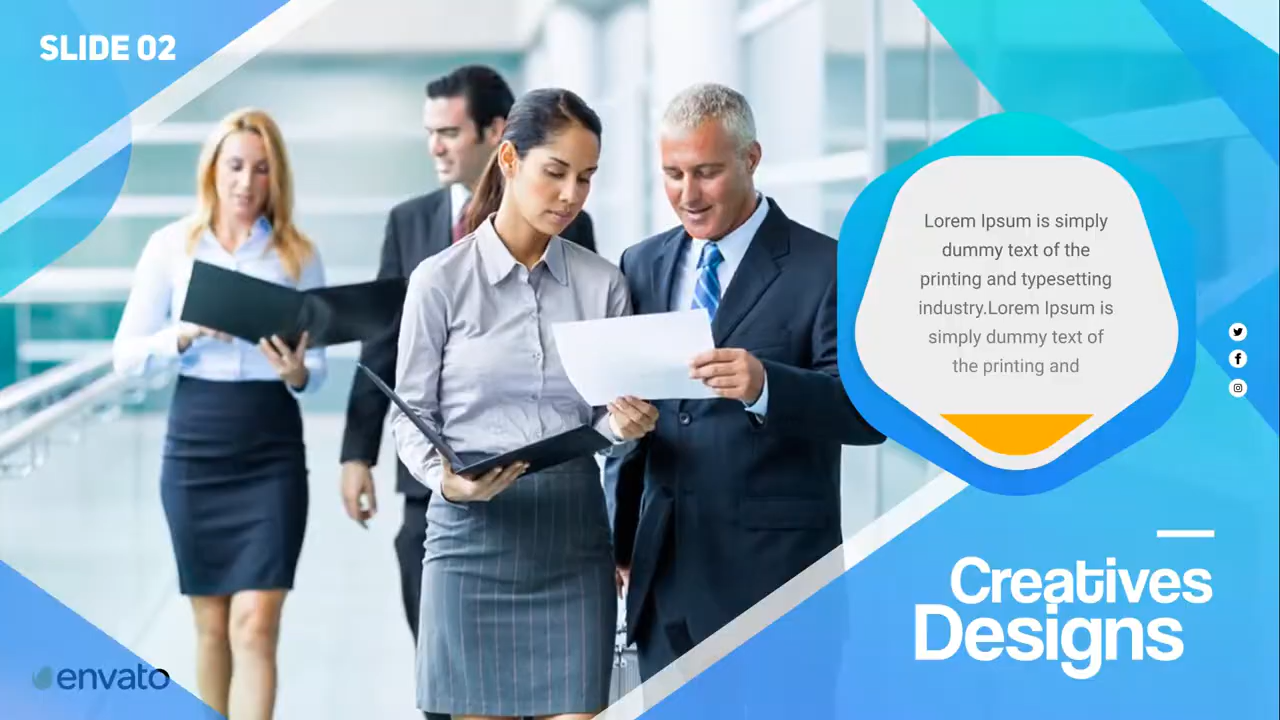 SLIDE 02
Lorem Ipsum is simply
dummy text of the
printing and typesetting
industry.Lorem Ipsum is
simply dummy text of
the printing and
Creatives
Designs
envato